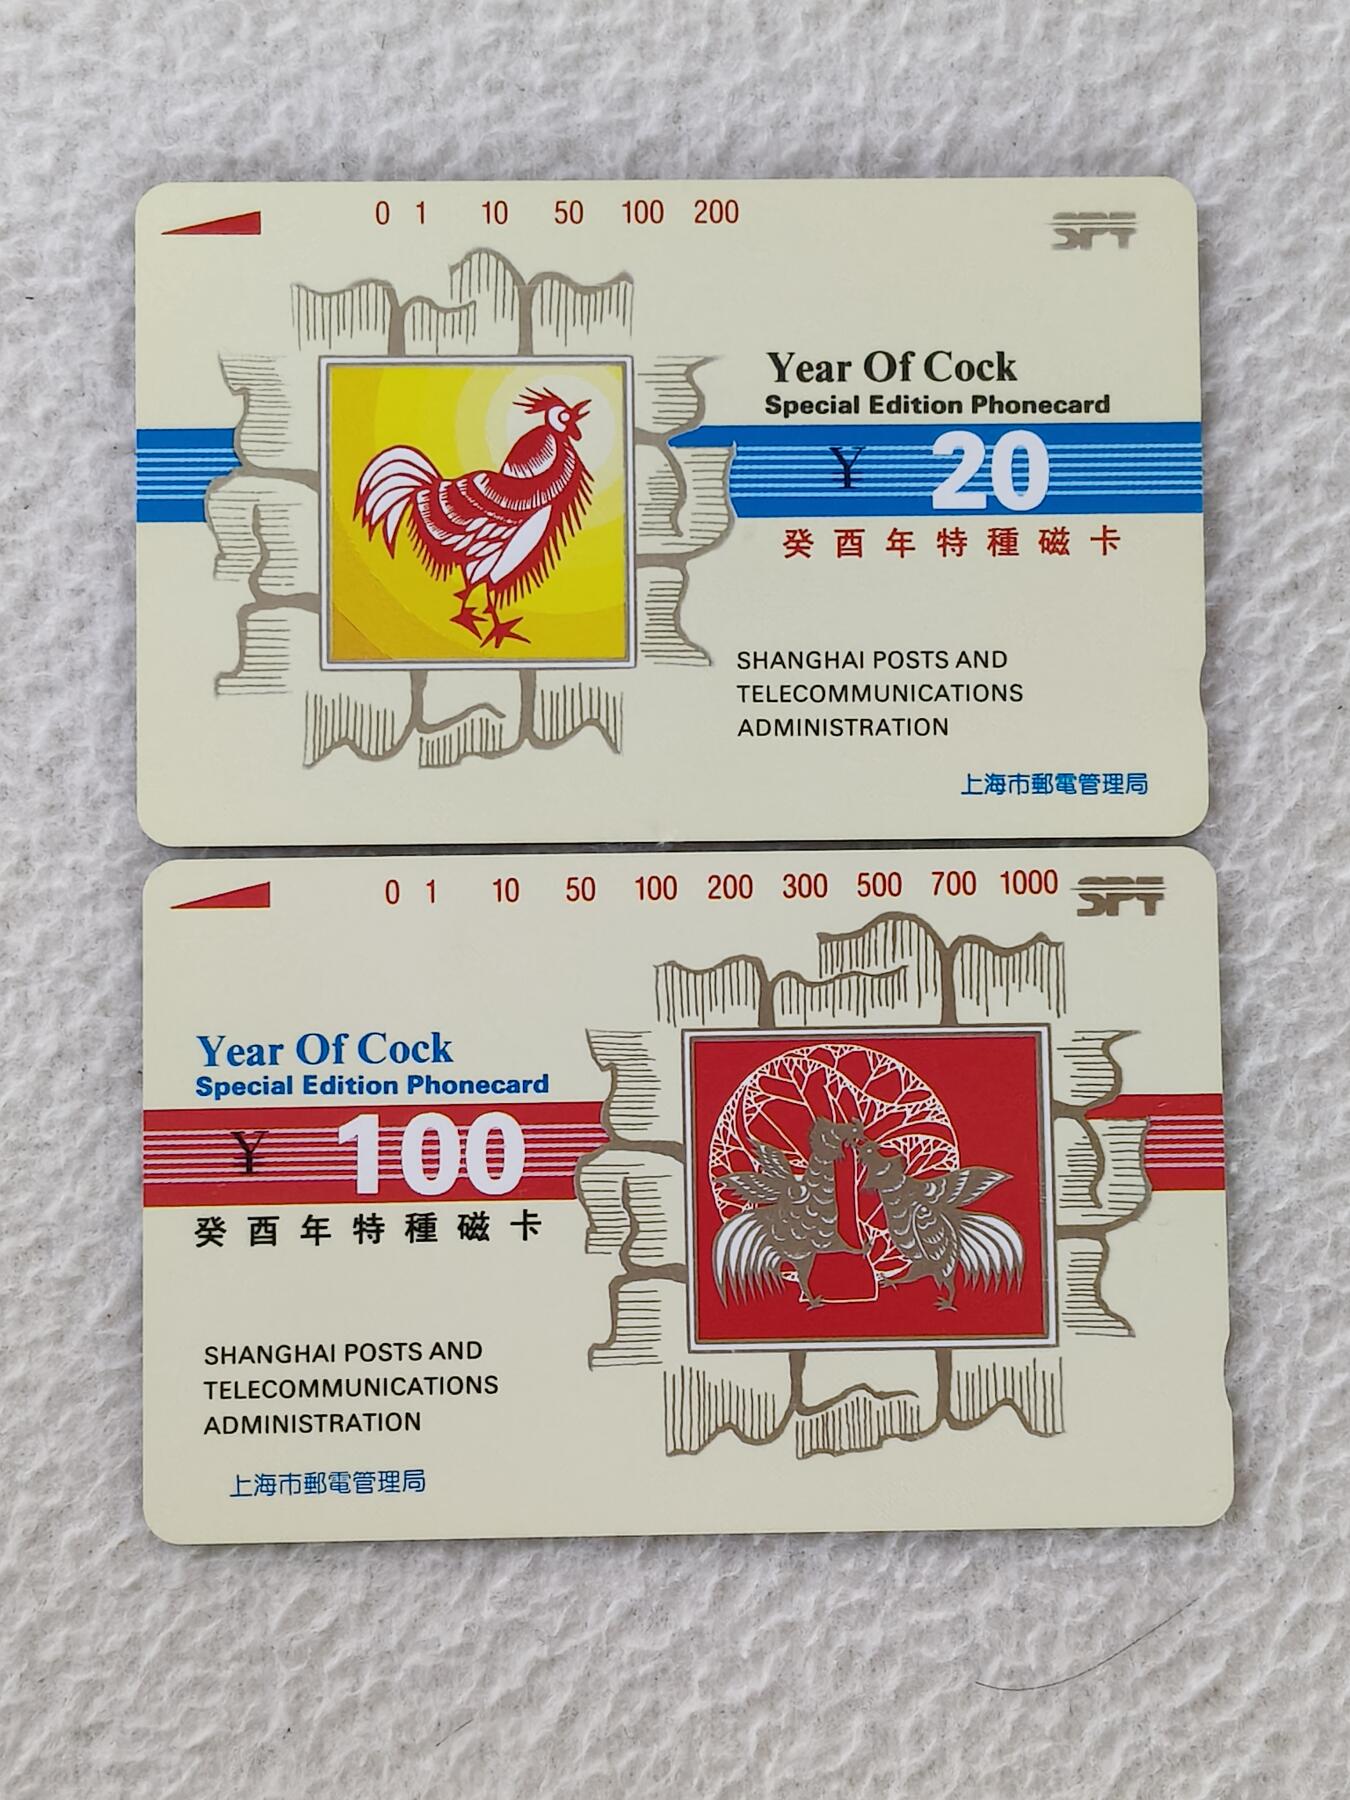 0 1 10 50 100 200
SPT
Year Of Cock
Special Edition Phonecard
¥ 20
癸酉年特種磁卡
SHANGHAI POSTS AND
TELECOMMUNICATIONS
ADMINISTRATION
上海市郵電管理局
0 1 10 50 100 200 300 500 700 1000
SPT
Year Of Cock
Special Edition Phonecard
¥ 100
癸酉年特種磁卡
SHANGHAI POSTS AND
TELECOMMUNICATIONS
ADMINISTRATION
上海市郵電管理局